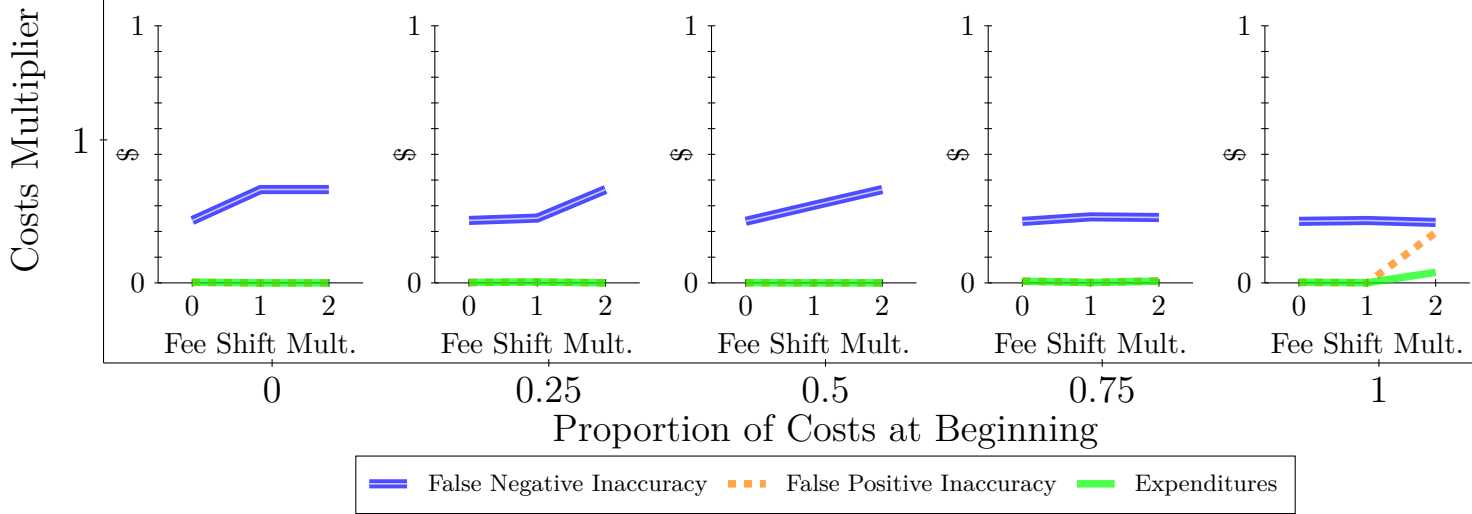 Costs Multiplier
1
1 1 1 1 1
$ $ $ $ $
0 0 0 0 0
0 1 2 0 1 2 0 1 2 0 1 2 0 1 2
Fee Shift Mult. Fee Shift Mult. Fee Shift Mult. Fee Shift Mult. Fee Shift Mult.
0 0.25 0.5 0.75 1
Proportion of Costs at Beginning
False Negative Inaccuracy False Positive Inaccuracy Expenditures